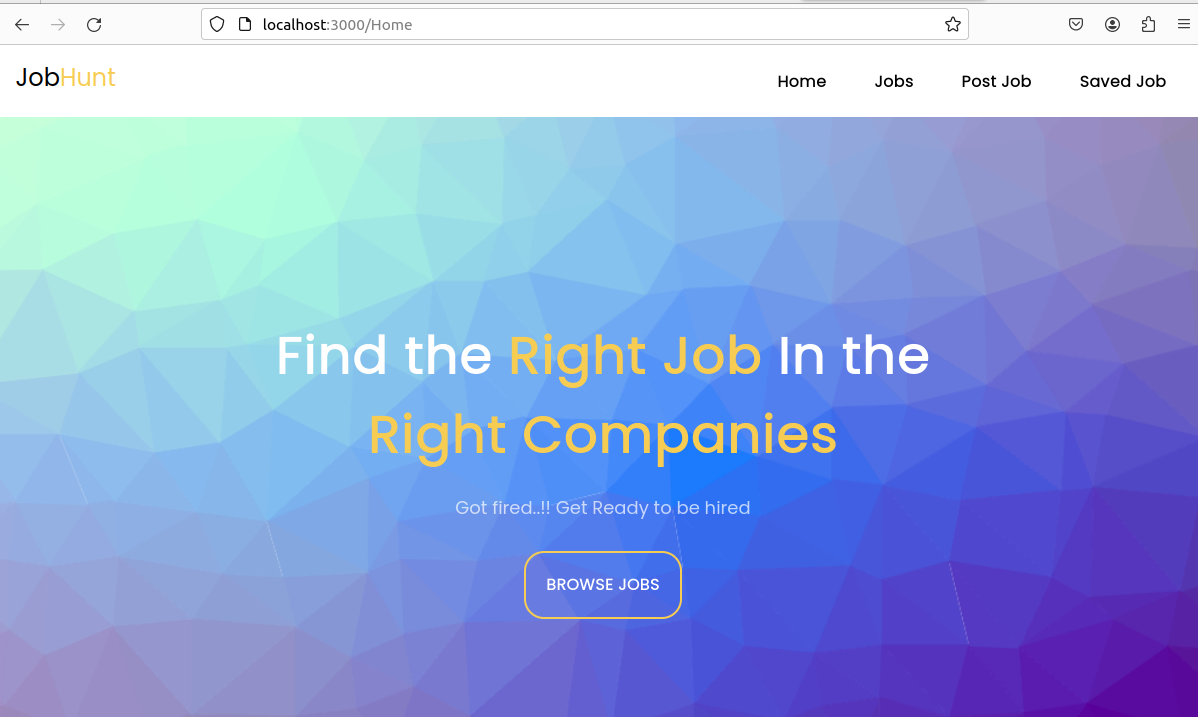 localhost:3000/Home
JobHunt
Home Jobs Post Job Saved Job
Find the Right Job In the
Right Companies
Got fired..!! Get Ready to be hired
BROWSE JOBS